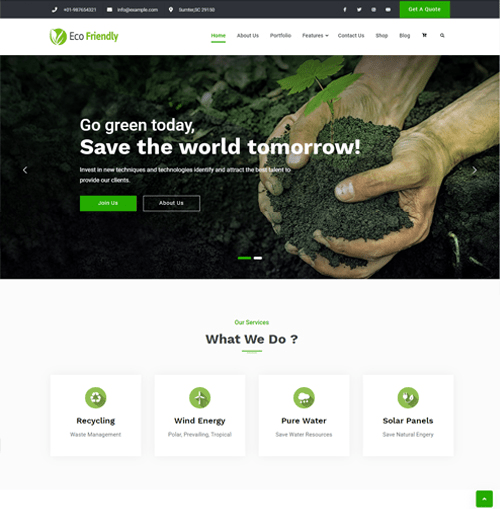 +01-987654321 info@example.com Sumter,SC 29150 Get A Quote
Eco Friendly Home About Us Portfolio Features Contact Us Shop Blog
Go green today,
Save the world tomorrow!
Invest in new techniques and technologies identify and attract the best talent to
provide our clients.
Join Us About Us
Our Services
What We Do ?
Recycling Wind Energy Pure Water Solar Panels
Waste Management Polar, Prevailing, Tropical Save Water Resources Save Natural Engery